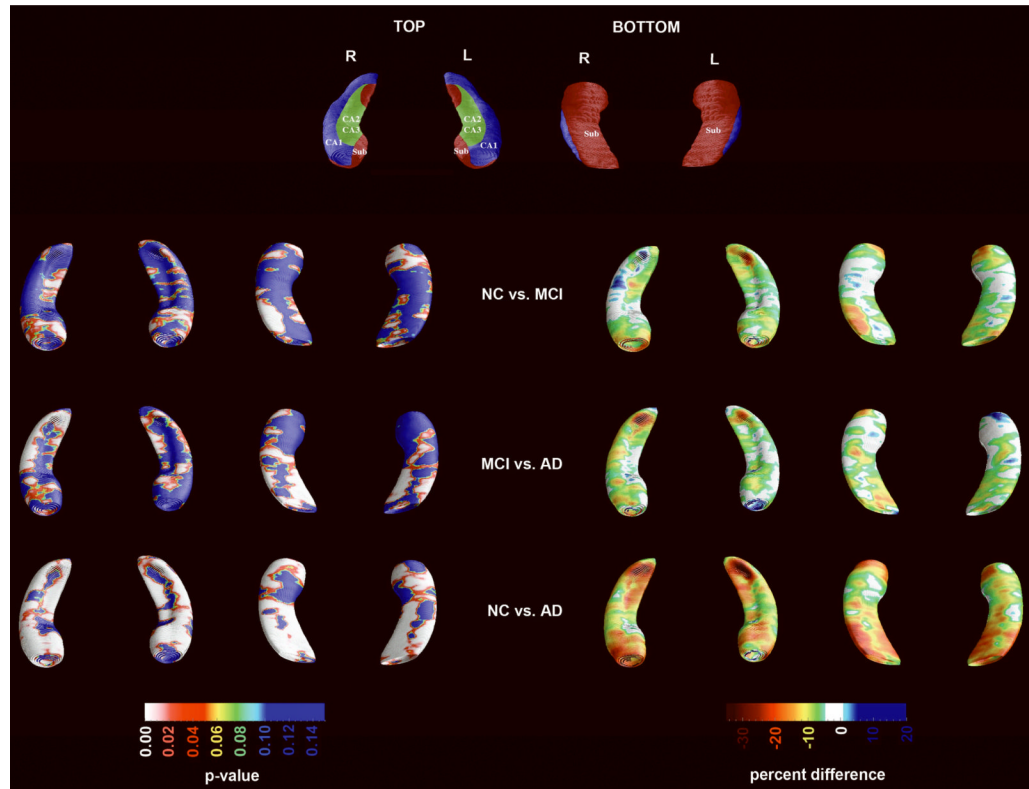 TOP BOTTOM
R L R L
CA2 CA2
CA3 CA3 Sub Sub
CA1 Sub Sub CA1
NC vs. MCI
MCI vs. AD
NC vs. AD
0.00 0.02 0.04 0.06 0.08 0.10 0.12 0.14
-30 -20 -10 0 10 20
p-value percent difference